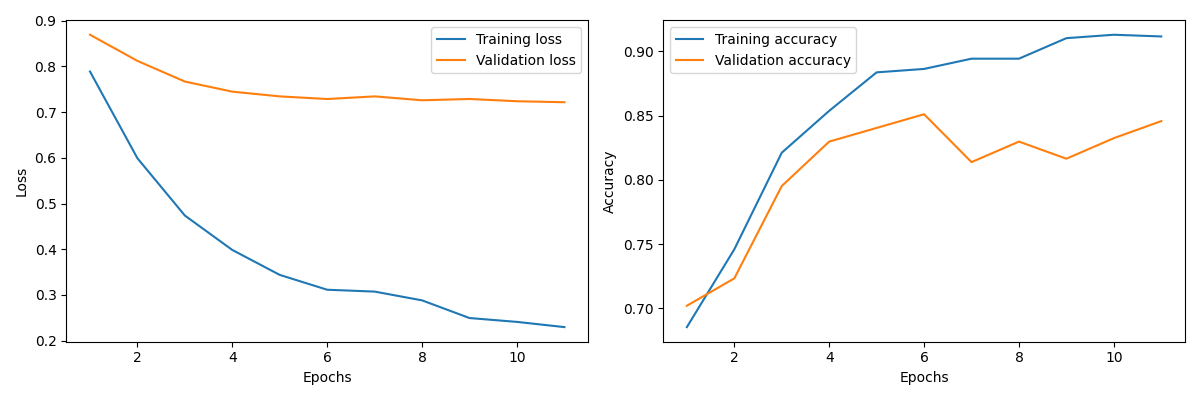 0.9
0.8
0.7
0.6
0.5
0.4
0.3
0.2
Loss
2 4 6 8 10
Epochs
Training loss
Validation loss
0.90
0.85
0.80
0.75
0.70
Accuracy
2 4 6 8 10
Epochs
Training accuracy
Validation accuracy